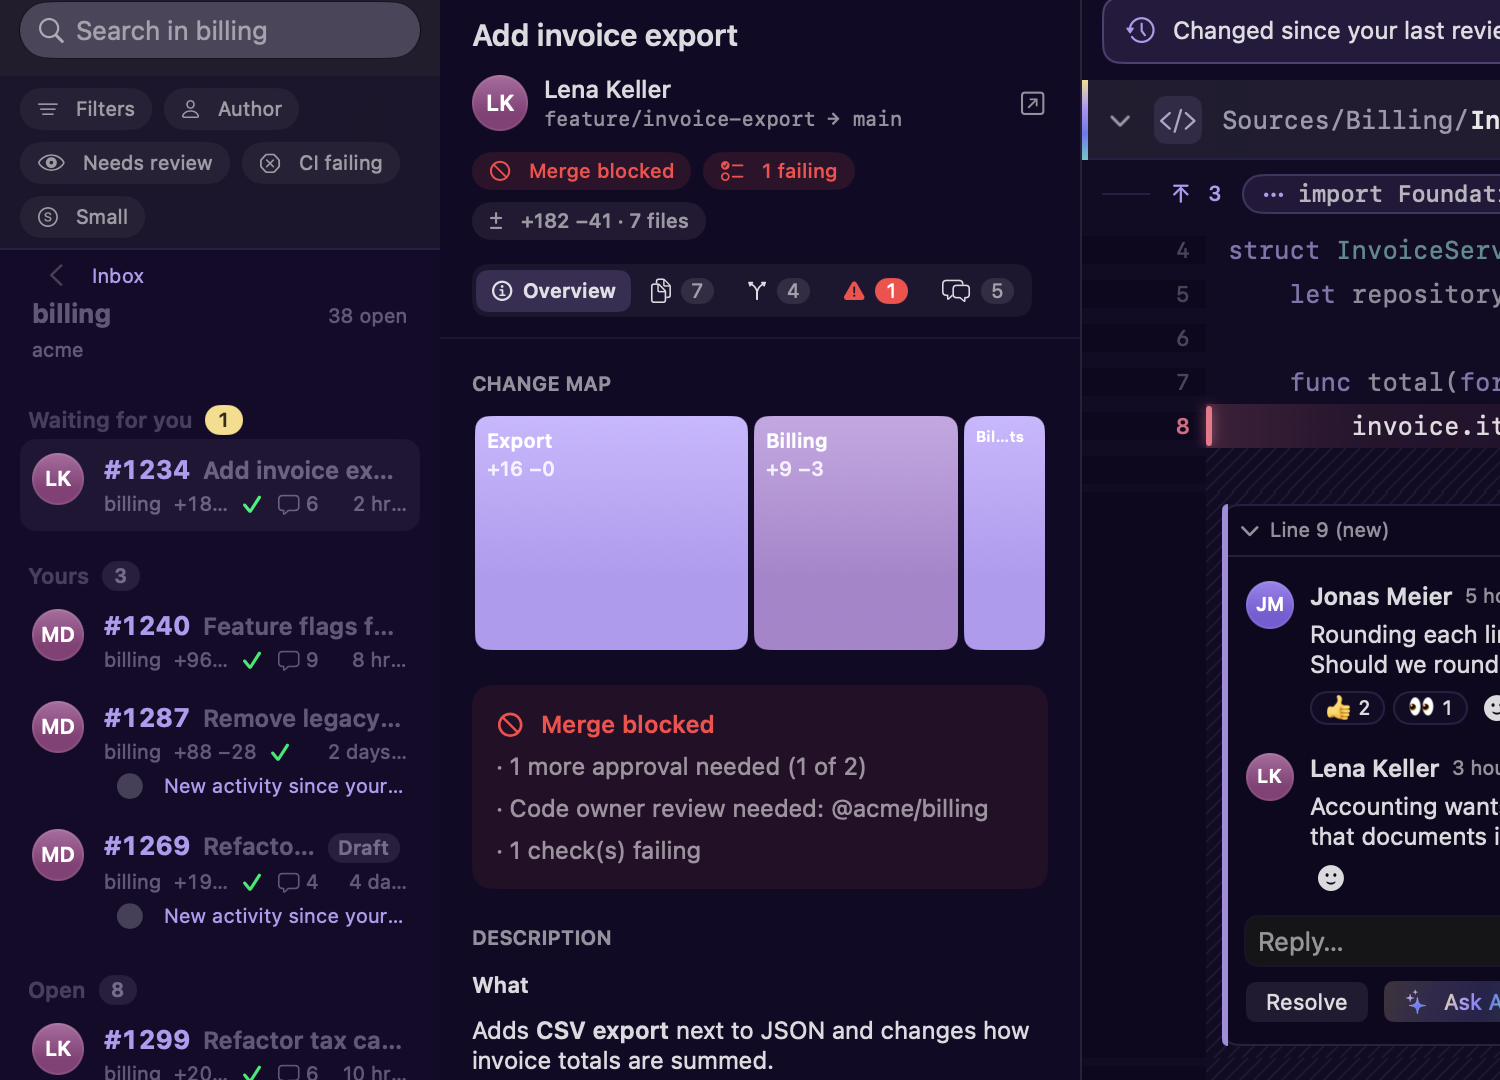 Search in billing
Filters
Author
Needs review
CI failing
Small
Inbox
billing
38 open
acme
Waiting for you 1
LK
#1234 Add invoice ex...
billing +18... 6 2 hr...
Yours 3
MD
#1240 Feature flags f...
billing +96... 9 8 hr...
MD
#1287 Remove legacy...
billing +88 −28 2 days...
New activity since your...
MD
#1269 Refacto... Draft
billing +19... 4 4 da...
New activity since your...
Open 8
LK
#1299 Refactor tax ca...
billing +20... 6 10 hr...
Add invoice export
LK
Lena Keller
feature/invoice-export → main
Merge blocked
1 failing
± +182 −41 · 7 files
Overview 7 4 1 5
CHANGE MAP
Export
+16 −0
Billing
+9 −3
Bil...ts
Merge blocked
· 1 more approval needed (1 of 2)
· Code owner review needed: @acme/billing
· 1 check(s) failing
DESCRIPTION
What
Adds CSV export next to JSON and changes how
invoice totals are summed.
Changed since your last revie
</> Sources/Billing/In
3 ··· import Foundati
4 struct InvoiceServ
5 let repository
6
7 func total(for
8 invoice.it
Line 9 (new)
JM
Jonas Meier 5 ho
Rounding each lin
Should we round
👍 2 👀 1
LK
Lena Keller 3 hou
Accounting wants
that documents i
Reply...
Resolve
Ask A